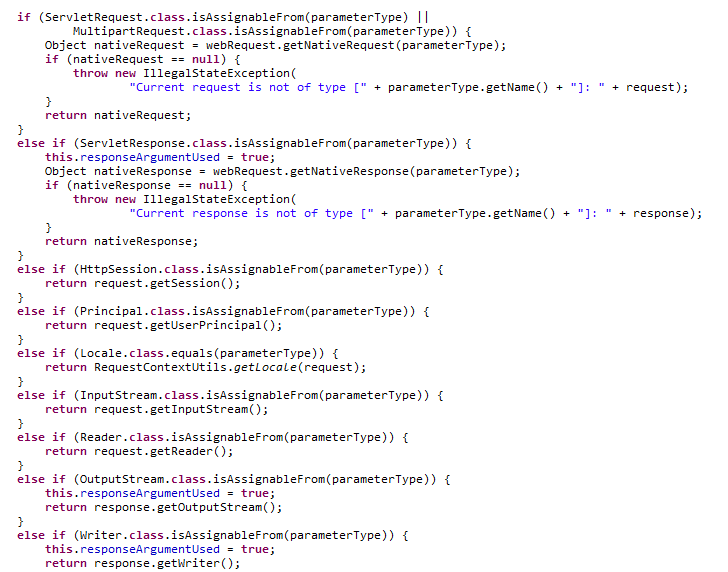 if (ServletRequest.class.isAssignableFrom(parameterType) ||
        MultipartRequest.class.isAssignableFrom(parameterType)) {
    Object nativeRequest = webRequest.getNativeRequest(parameterType);
    if (nativeRequest == null) {
        throw new IllegalStateException(
                "Current request is not of type [" + parameterType.getName() + "]: " + request);
    }
    return nativeRequest;
}
else if (ServletResponse.class.isAssignableFrom(parameterType)) {
    this.responseArgumentUsed = true;
    Object nativeResponse = webRequest.getNativeResponse(parameterType);
    if (nativeResponse == null) {
        throw new IllegalStateException(
                "Current response is not of type [" + parameterType.getName() + "]: " + response);
    }
    return nativeResponse;
}
else if (HttpSession.class.isAssignableFrom(parameterType)) {
    return request.getSession();
}
else if (Principal.class.isAssignableFrom(parameterType)) {
    return request.getUserPrincipal();
}
else if (Locale.class.equals(parameterType)) {
    return RequestContextUtils.getLocale(request);
}
else if (InputStream.class.isAssignableFrom(parameterType)) {
    return request.getInputStream();
}
else if (Reader.class.isAssignableFrom(parameterType)) {
    return request.getReader();
}
else if (OutputStream.class.isAssignableFrom(parameterType)) {
    this.responseArgumentUsed = true;
    return response.getOutputStream();
}
else if (Writer.class.isAssignableFrom(parameterType)) {
    this.responseArgumentUsed = true;
    return response.getWriter();